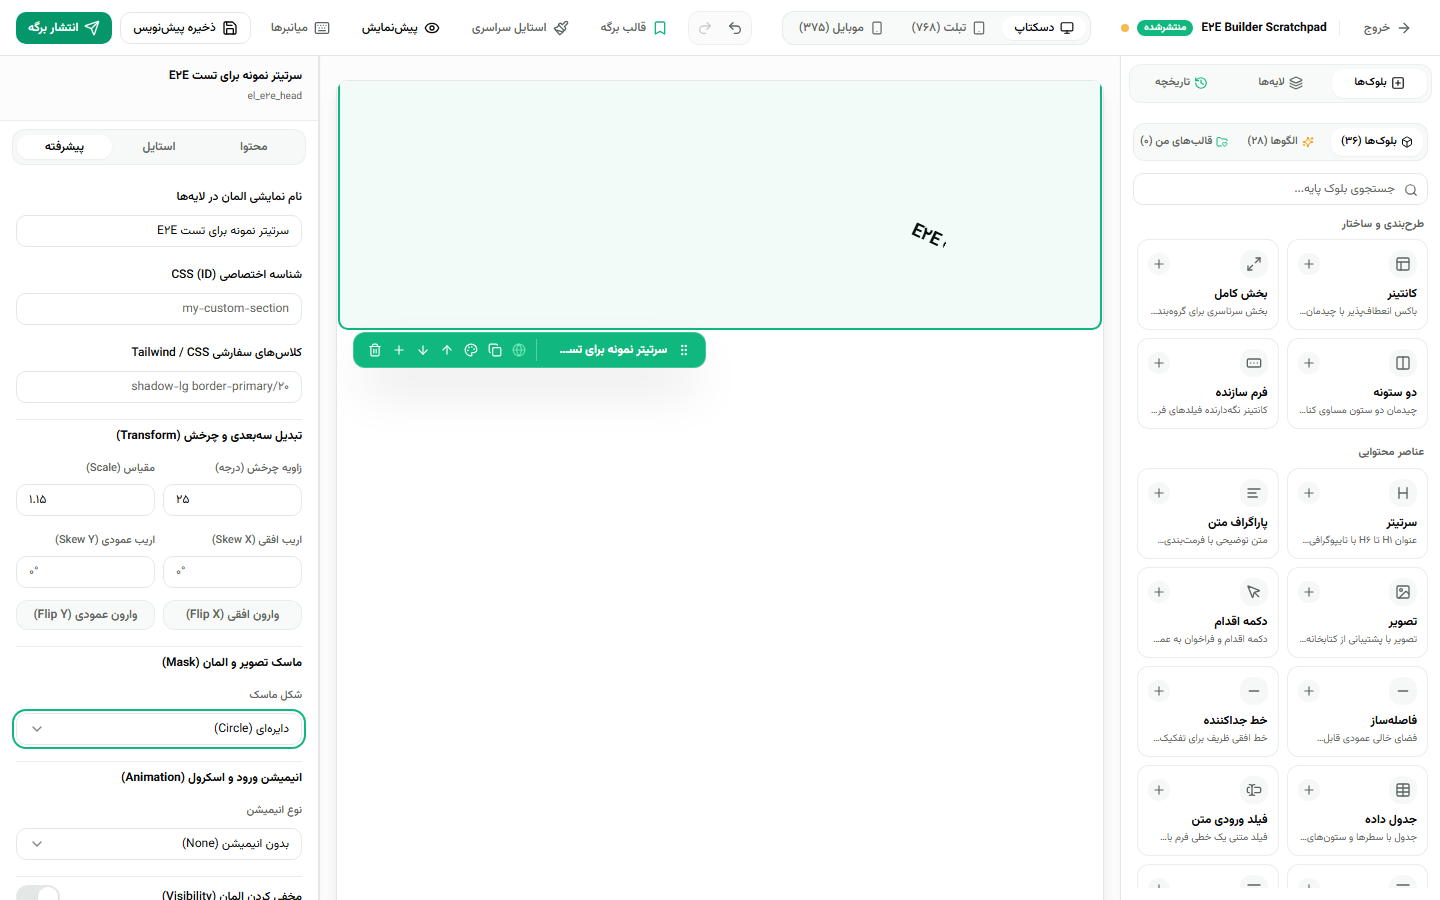 خروج
E۲E Builder Scratchpad
منتشرشده
دسکتاپ
تبلت (۷۶۸)
موبایل (۳۷۵)
قالب برگه
استایل سراسری
پیش‌نمایش
میانبرها
ذخیره پیش‌نویس
انتشار برگه
بلوک‌ها
لایه‌ها
تاریخچه
بلوک‌ها (۳۶)
الگوها (۲۸)
قالب‌های من (۰)
جستجوی بلوک پایه...
طرح‌بندی و ساختار
کانتینر
باکس انعطاف‌پذیر با چیدمان...
بخش کامل
بخش سرتاسری برای گروه‌بند...
دو ستونه
چیدمان دو ستون مساوی کنا...
فرم سازنده
کانتینر نگه‌دارنده فیلدهای فر...
عناصر محتوایی
سرتیتر
عنوان H۱ تا H۶ با تایپوگرافی...
پاراگراف متن
متن توضیحی با فرمت‌بندی...
تصویر
تصویر با پشتیبانی از کتابخانه...
دکمه اقدام
دکمه اقدام و فراخوان به عمـ...
فاصله‌ساز
فضای خالی عمودی قابل...
خط جداکننده
خط افقی ظریف برای تفکیک...
جدول داده
جدول با سطرها و ستون‌های...
فیلد ورودی متن
فیلد متنی یک خطی فرم با...
E۲E
سرتیتر نمونه برای تسـ...
سرتیتر نمونه برای تست E۲E
el_e۲e_head
محتوا
استایل
پیشرفته
نام نمایشی المان در لایه‌ها
سرتیتر نمونه برای تست E۲E
شناسه اختصاصی CSS (ID)
my-custom-section
کلاس‌های سفارشی Tailwind / CSS
shadow-lg border-primary/۲۰
تبدیل سه‌بعدی و چرخش (Transform)
زاویه چرخش (درجه)
مقیاس (Scale)
۲۵
۱.۱۵
اریب افقی (Skew X)
اریب عمودی (Skew Y)
۰°
۰°
وارون افقی (Flip X)
وارون عمودی (Flip Y)
ماسک تصویر و المان (Mask)
شکل ماسک
دایره‌ای (Circle)
انیمیشن ورود و اسکرول (Animation)
نوع انیمیشن
بدون انیمیشن (None)
مخفی کردن المان (Visibility)